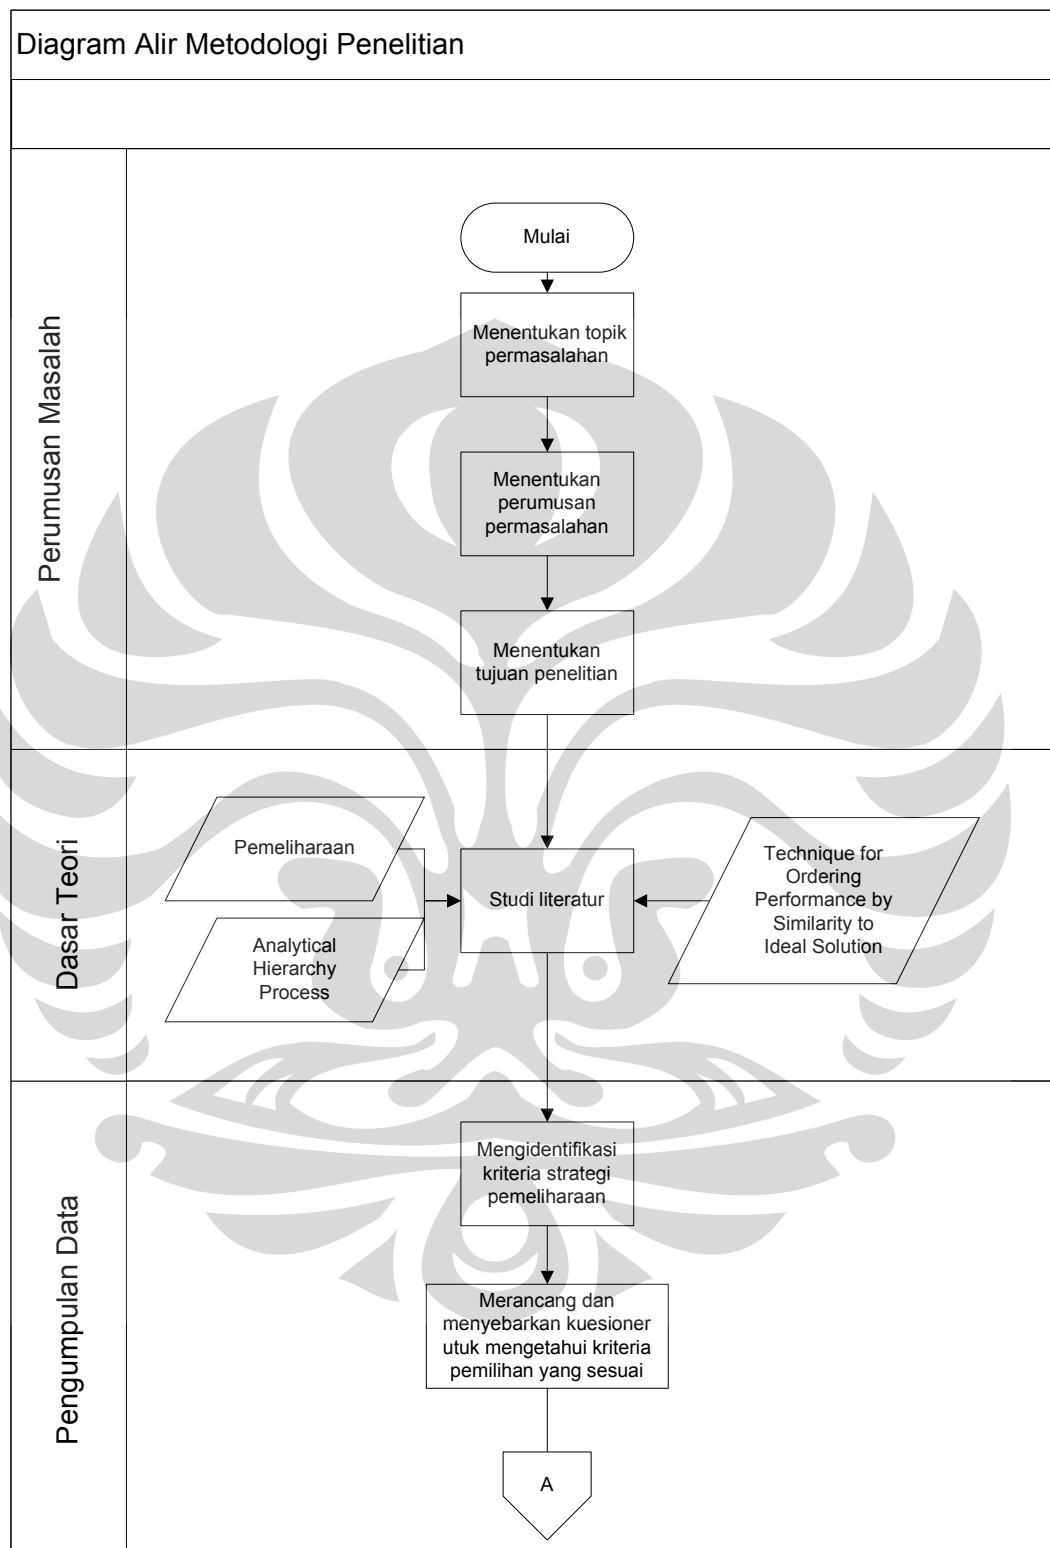 Diagram Alir Metodologi Penelitian
Perumusan Masalah
Mulai
Menentukan topik
permasalahan
Menentukan
perumusan
permasalahan
Menentukan
tujuan penelitian
Dasar Teori
Pemeliharaan
Analytical
Hierarchy
Process
Studi literatur
Technique for
Ordering
Performance by
Similarity to
Ideal Solution
Pengumpulan Data
Mengidentifikasi
kriteria strategi
pemeliharaan
Merancang dan
menyebarkan kuesioner
utuk mengetahui kriteria
pemilihan yang sesuai
A